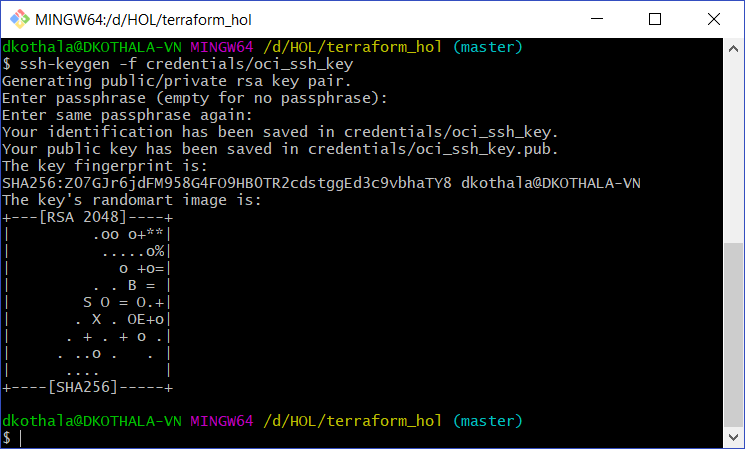 MINGW64:/d/HOL/terraform_hol
dkothala@DKOTHALA-VN MINGW64 /d/HOL/terraform_hol (master)
$ ssh-keygen -f credentials/oci_ssh_key
Generating public/private rsa key pair.
Enter passphrase (empty for no passphrase):
Enter same passphrase again:
Your identification has been saved in credentials/oci_ssh_key.
Your public key has been saved in credentials/oci_ssh_key.pub.
The key fingerprint is:
SHA256:ZO7GJr6jdFM958G4FO9HB0TR2cdstggEd3c9vbhaTY8 dkothala@DKOTHALA-VN
The key's randomart image is:
+---[RSA 2048]----+
|         .oo o+**|
|          .....o%|
|            o +o=|
|         . . B = |
|        S O = O.+|
|       . X . OE+o|
|      . + . + o .|
|     . ..o .   . |
|      ....       |
+----[SHA256]-----+
dkothala@DKOTHALA-VN MINGW64 /d/HOL/terraform_hol (master)
$